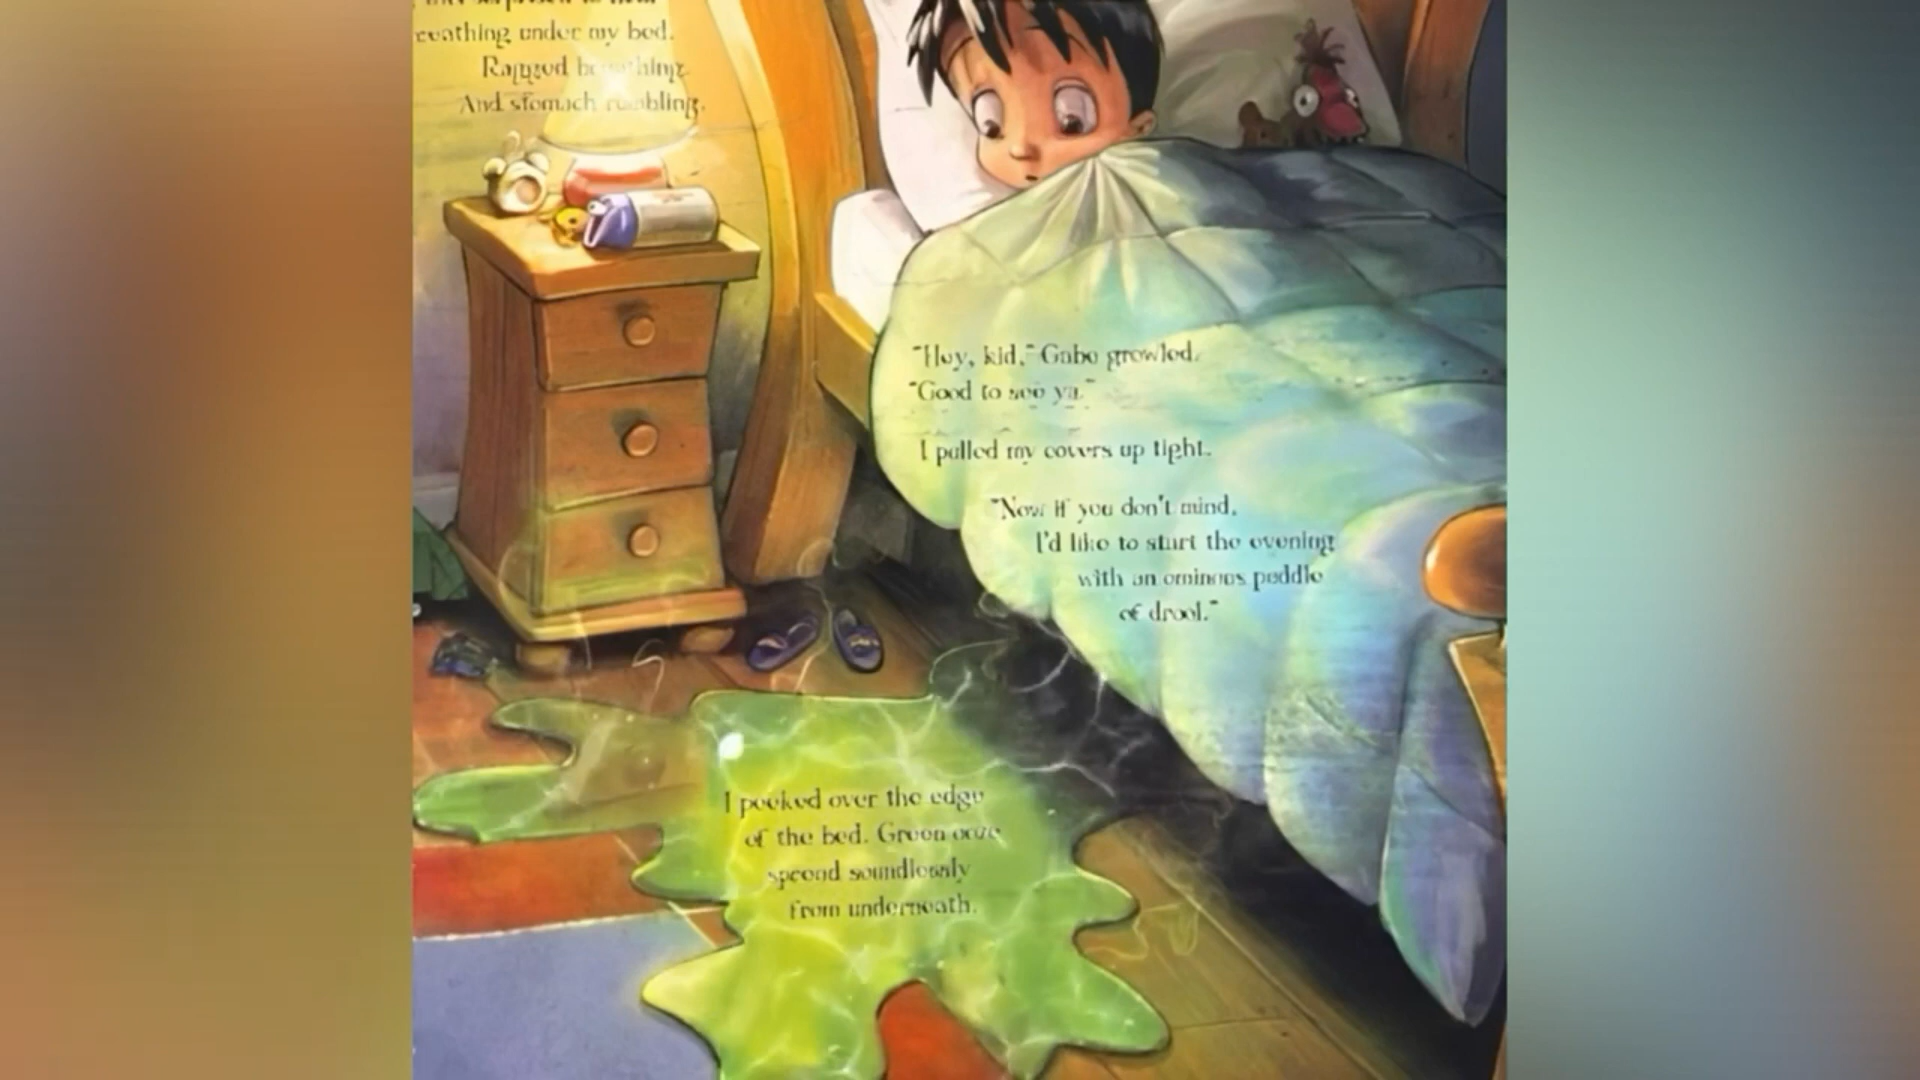 under my bed.
Ragged breathing.
And stomach rumbling.
"Hey, kid," Gabe growled.
"Good to see ya."
I pulled my covers up tight.
"Now if you don't mind,
I'd like to start the evening
with an ominous puddle
of drool."
I peeked over the edge
of the bed. Green ooze
spread soundlessly
from underneath.